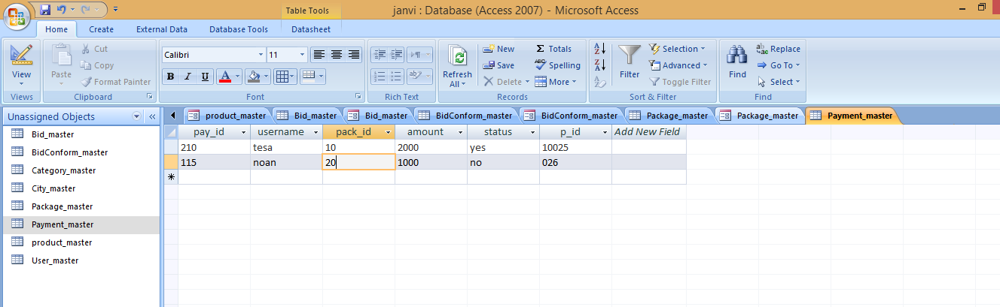 Table Tools
janvi : Database (Access 2007) - Microsoft Access
Home Create External Data Database Tools Datasheet
View
Views
Paste
Cut
Copy
Format Painter
Clipboard
Calibri 11
B I U A
Font
ab
Rich Text
Refresh All
New
Save
Delete
Σ Totals
ABC Spelling
More
Records
A Z
Z A
Filter
Selection
Advanced
Toggle Filter
Sort & Filter
Find
ab ac Replace
Go To
Select
Find
Unassigned Objects «
Bid_master
BidConform_master
Category_master
City_master
Package_master
Payment_master
product_master
User_master
product_master Bid_master Bid_master BidConform_master BidConform_master Package_master Package_master Payment_master
pay_id username pack_id amount status p_id Add New Field
210 tesa 10 2000 yes 10025
115 noan 20 1000 no 026